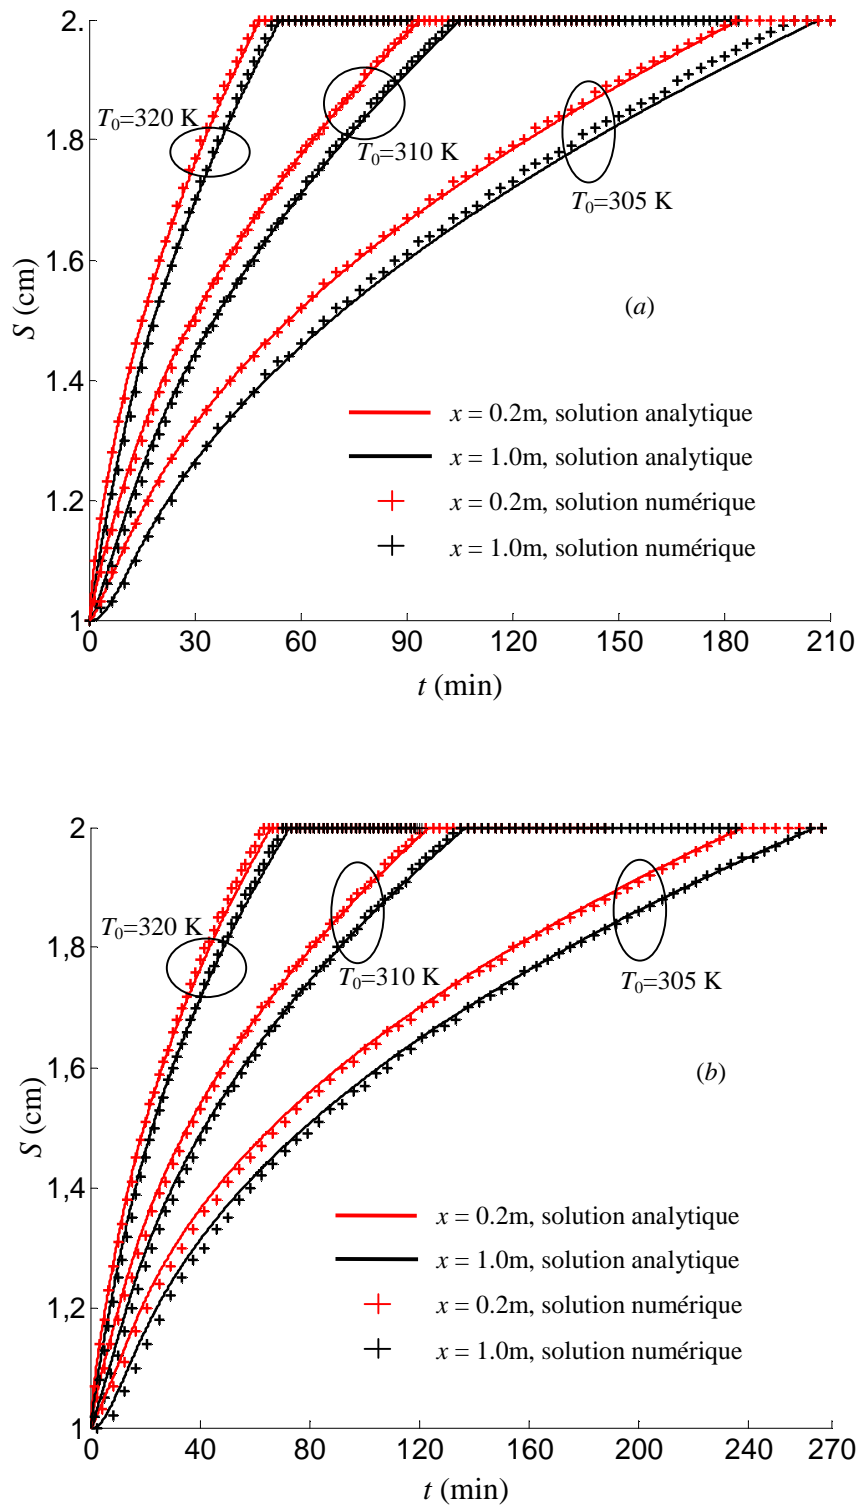 2.
1.8
1.6
1.4
1.2
1
S (cm)
T0=320 K
T0=310 K
T0=305 K
(a)
x = 0.2m, solution analytique
x = 1.0m, solution analytique
x = 0.2m, solution numérique
x = 1.0m, solution numérique
0 30 60 90 120 150 180 210
t (min)
2
1.8
1,6
1,4
1,2
1
S (cm)
T0=320 K
T0=310 K
T0=305 K
(b)
x = 0.2m, solution analytique
x = 1.0m, solution analytique
x = 0.2m, solution numérique
x = 1.0m, solution numérique
0 40 80 120 160 200 240 270
t (min)